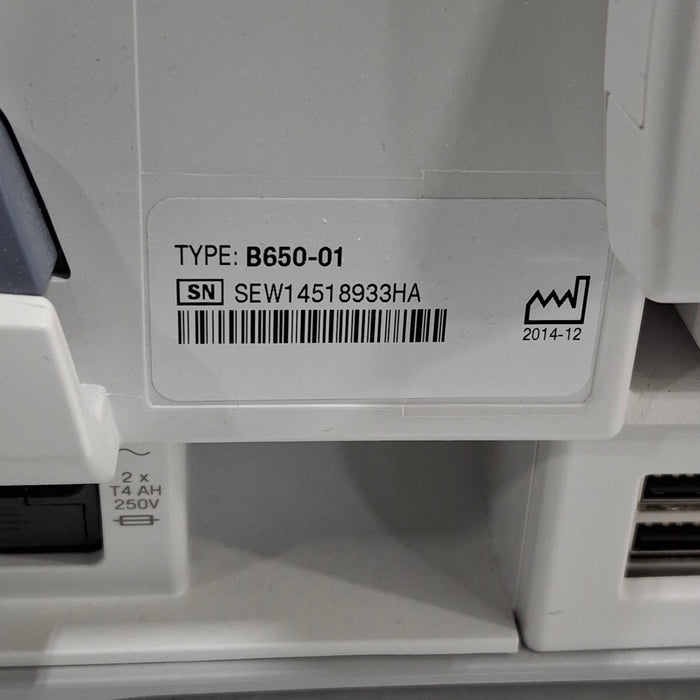 TYPE: B650-01
SN SEW14518933HA
2014-12
2 x
T4 AH
250V